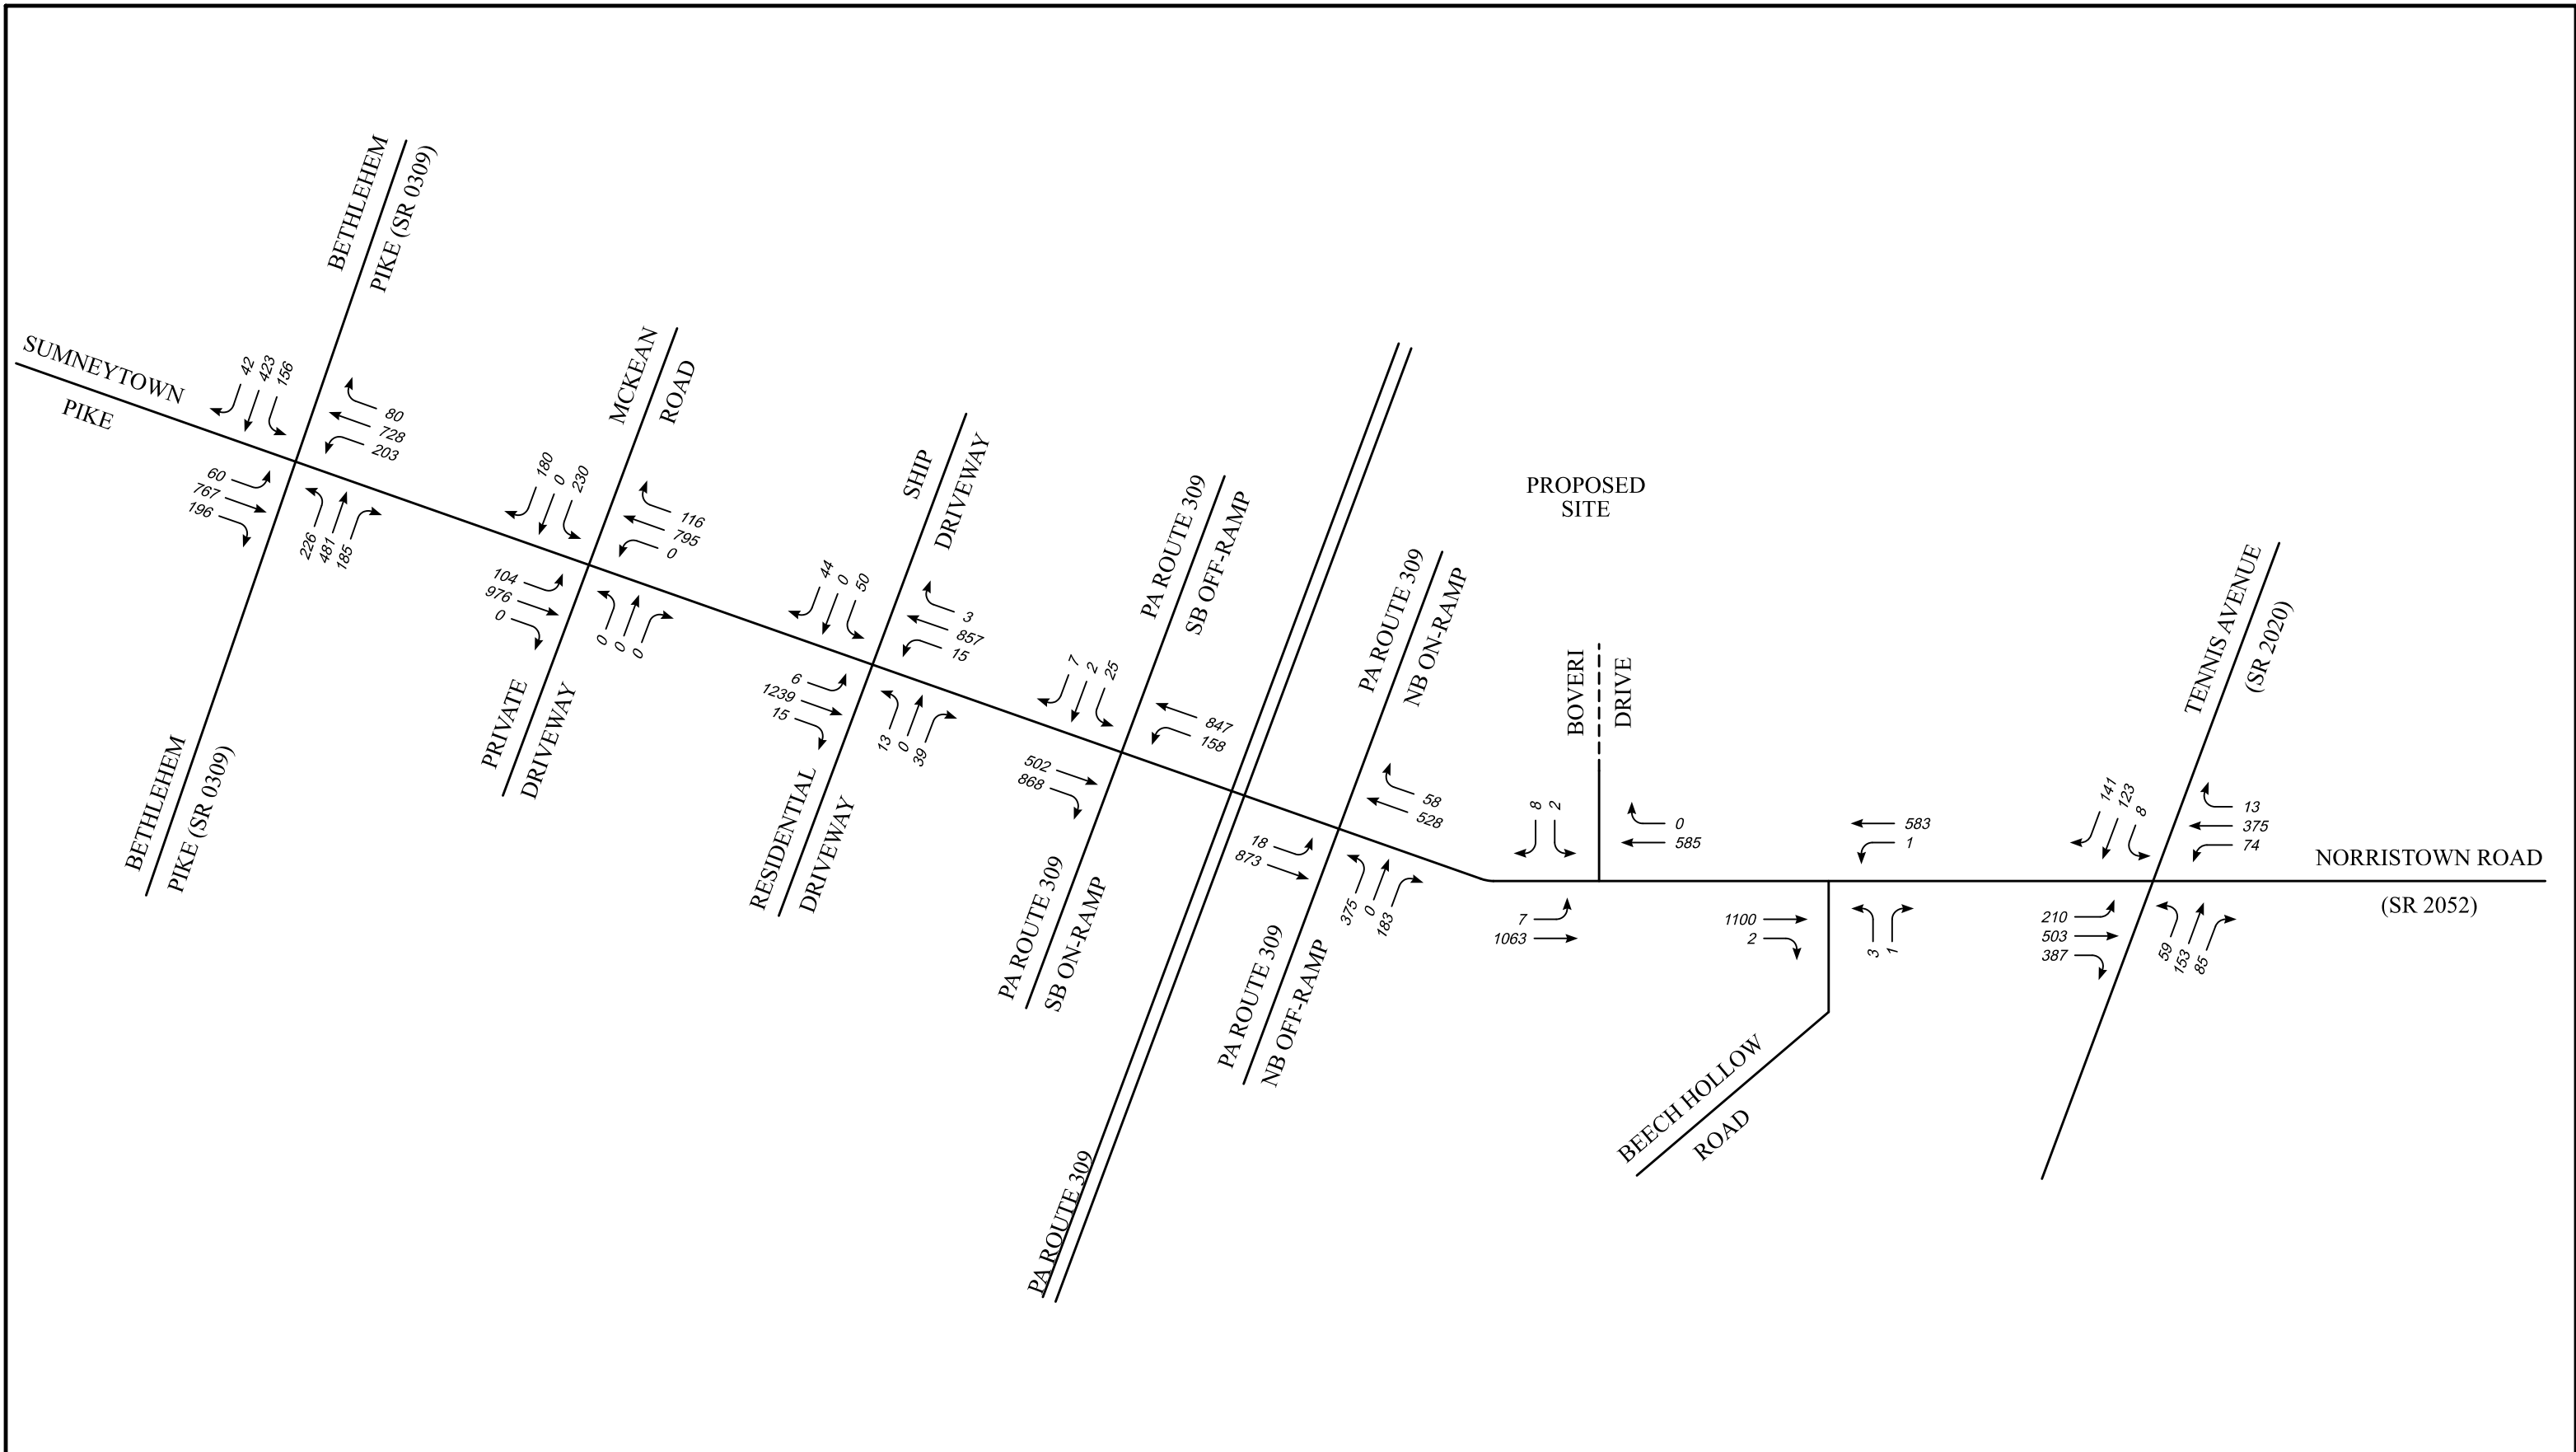 BETHLEHEM
PIKE (SR 0309)
SUMNEYTOWN
PIKE
42
423
156
80
728
203
60
767
196
226
481
185
BETHLEHEM
PIKE (SR 0309)
MCKEAN
ROAD
180
0
230
116
795
0
104
976
0
0
0
0
PRIVATE
DRIVEWAY
SHIP
DRIVEWAY
44
0
50
3
857
15
6
1239
15
13
0
39
RESIDENTIAL
DRIVEWAY
PA ROUTE 309
SB OFF-RAMP
7
2
25
847
158
502
868
PA ROUTE 309
SB ON-RAMP
PA ROUTE 309
PA ROUTE 309
NB ON-RAMP
58
528
18
873
375
0
183
PA ROUTE 309
NB OFF-RAMP
PROPOSED
SITE
BOVERI
DRIVE
8
2
0
585
7
1063
583
1
1100
2
3
1
BEECH HOLLOW
ROAD
TENNIS AVENUE
(SR 2020)
141
123
8
13
375
74
210
503
387
59
153
85
NORRISTOWN ROAD
(SR 2052)